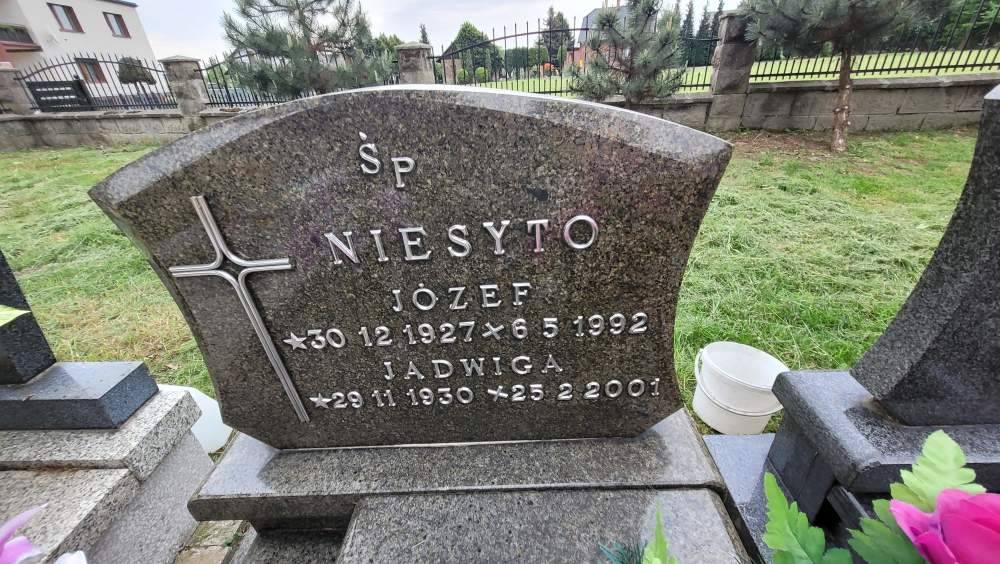 ŚP
NIESYTO
JÓZEF
★30 12 1927 ×6 5 1992
JADWIGA
★29 11 1930 ×25 2 2001